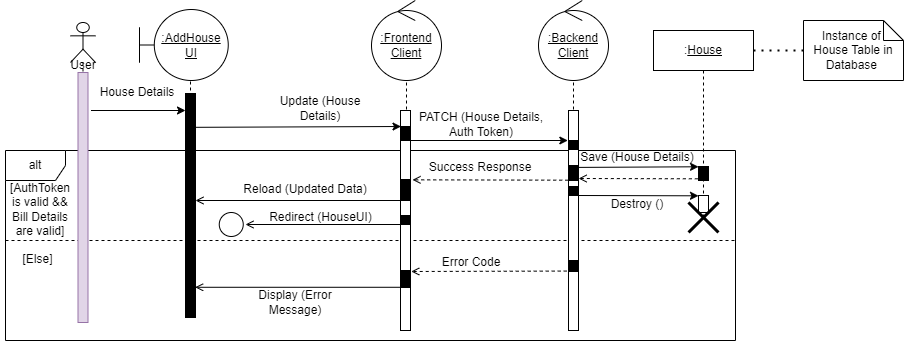 :AddHouse
UI
:Frontend
Client
:Backend
Client
:House
Instance of
House Table in
Database
User
House Details
Update (House
Details)
PATCH (House Details,
Auth Token)
alt
[AuthToken
is valid &&
Bill Details
are valid]
Save (House Details)
Success Response
Reload (Updated Data)
Destroy ()
Redirect (HouseUI)
[Else]
Error Code
Display (Error
Message)